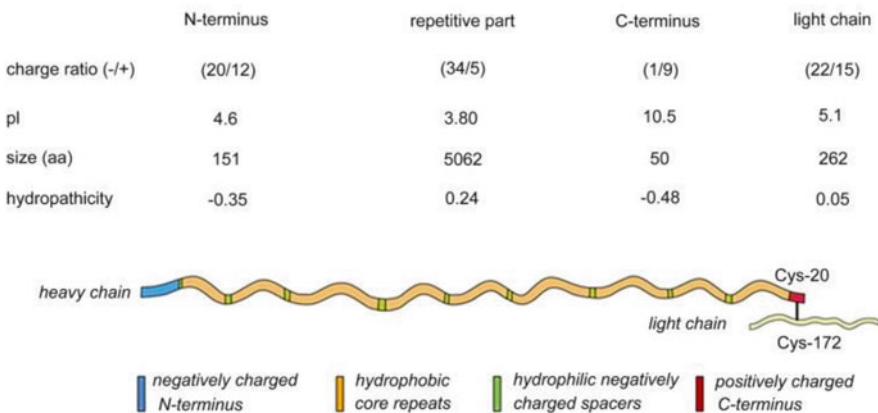 N-terminus repetitive part C-terminus light chain
charge ratio (-/+) (20/12) (34/5) (1/9) (22/15)
pI 4.6 3.80 10.5 5.1
size (aa) 151 5062 50 262
hydropathicity -0.35 0.24 -0.48 0.05
Cys-20
heavy chain
light chain
Cys-172
negatively charged hydrophobic hydrophilic negatively positively charged
N-terminus core repeats charged spacers C-terminus